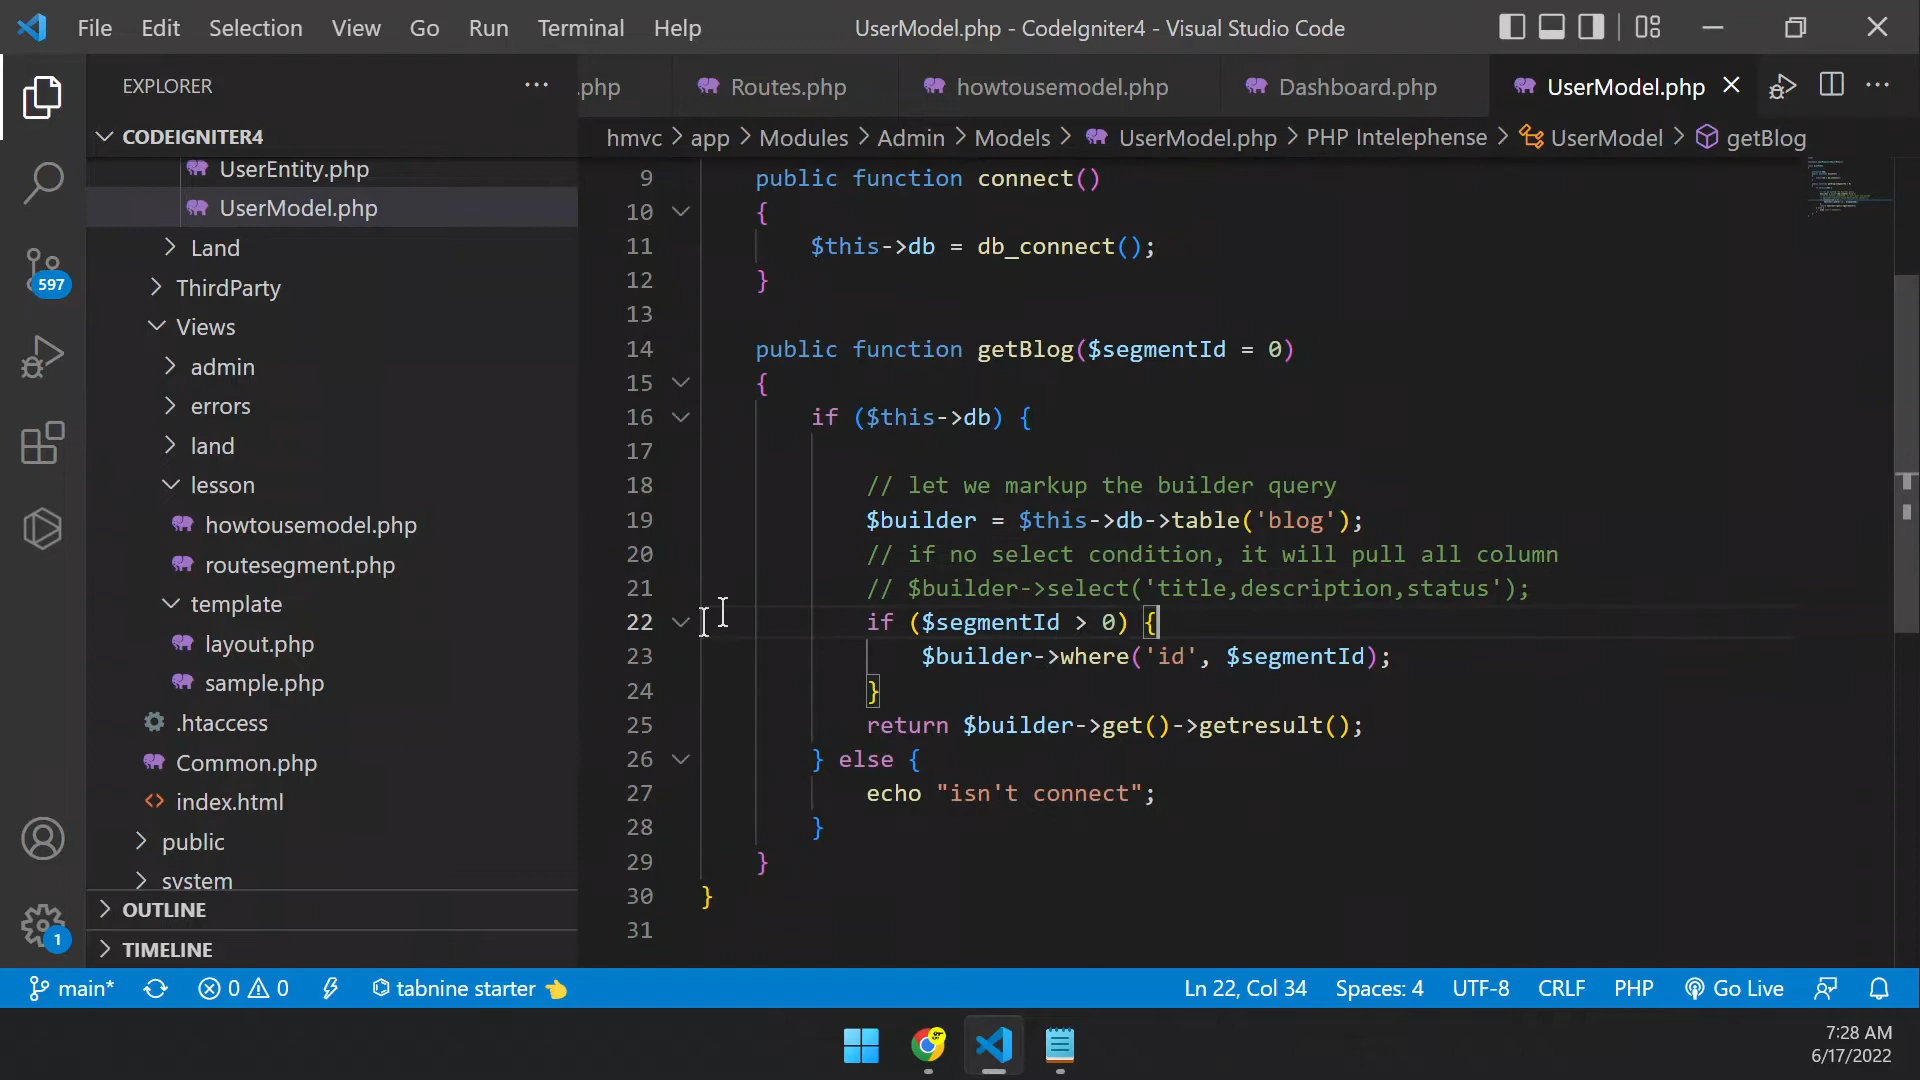 File Edit Selection View Go Run Terminal Help
UserModel.php - CodeIgniter4 - Visual Studio Code
EXPLORER
.php
Routes.php
howtousemodel.php
Dashboard.php
UserModel.php
CODEIGNITER4
hmvc > app > Modules > Admin > Models > UserModel.php > PHP Intelephense > UserModel > getBlog
UserEntity.php
UserModel.php
Land
ThirdParty
Views
admin
errors
land
lesson
howtousemodel.php
routesegment.php
template
layout.php
sample.php
.htaccess
Common.php
index.html
public
system
OUTLINE
TIMELINE
597
1
9 public function connect()
10 {
11 $this->db = db_connect();
12 }
13
14 public function getBlog($segmentId = 0)
15 {
16 if ($this->db) {
17
18 // let we markup the builder query
19 $builder = $this->db->table('blog');
20 // if no select condition, it will pull all column
21 // $builder->select('title,description,status');
22 if ($segmentId > 0) {
23 $builder->where('id', $segmentId);
24 }
25 return $builder->get()->getresult();
26 } else {
27 echo "isn't connect";
28 }
29 }
30 }
31
main* 0 0 tabnine starter Ln 22, Col 34 Spaces: 4 UTF-8 CRLF PHP Go Live
7:28 AM
6/17/2022